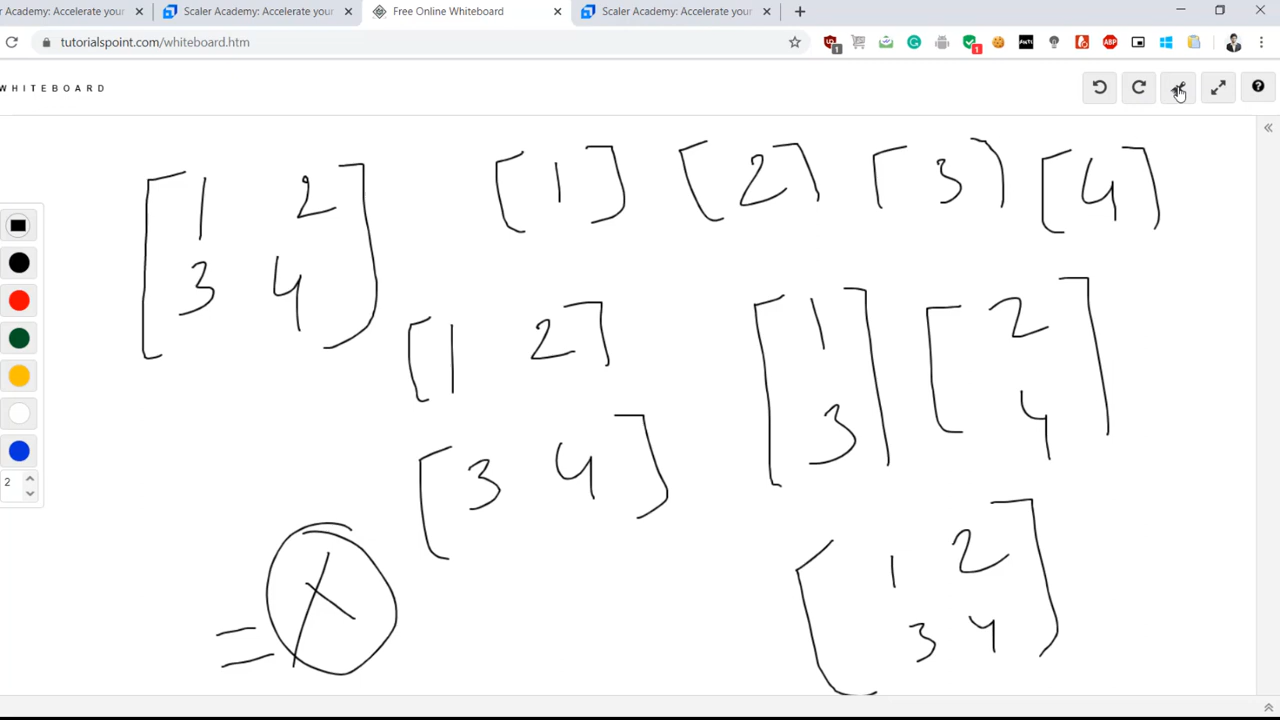 Scaler Academy: Accelerate your
Scaler Academy: Accelerate your
Free Online Whiteboard
Scaler Academy: Accelerate your
tutorialspoint.com/whiteboard.htm
WHITEBOARD
[1] [2] [3] [4]
[1 2
3 4]
[1 2]
[3 4]
[1
3]
[2
4]
[1 2
3 4]
=
2